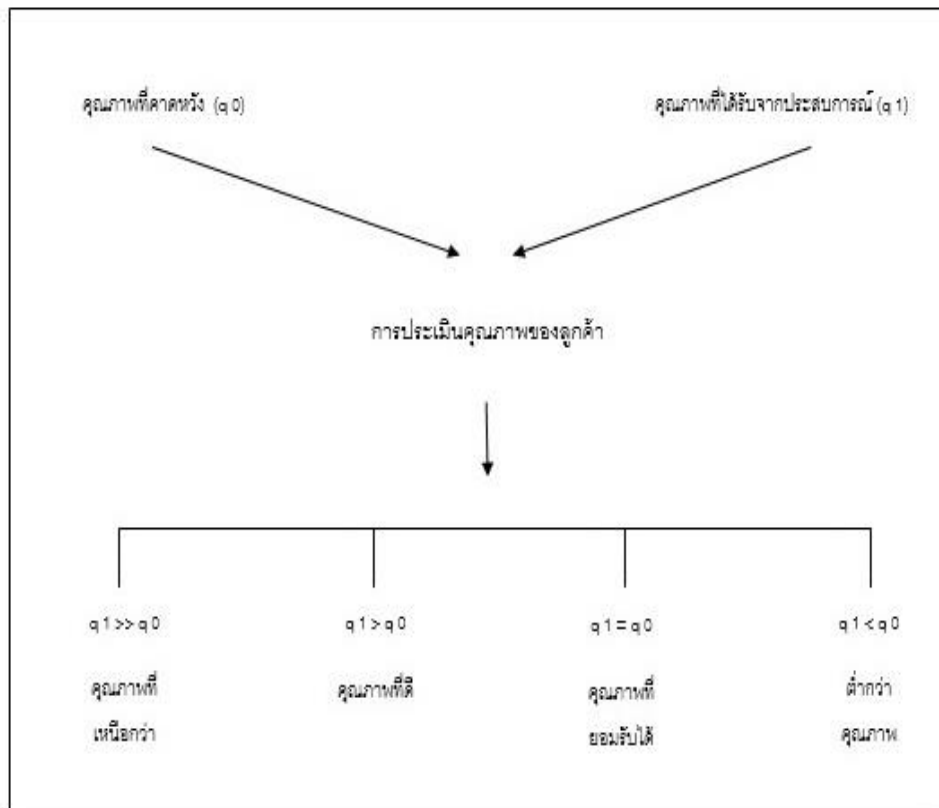 คุณภาพที่คาดหวัง (q 0)
คุณภาพที่ได้รับจากประสบการณ์ (q 1)
การประเมินคุณภาพของลูกค้า
q 1 >> q 0
q 1 > q 0
q 1 = q 0
q 1 < q 0
คุณภาพที่
เหนือกว่า
คุณภาพที่ดี
คุณภาพที่
ยอมรับได้
ต่ำกว่า
คุณภาพ